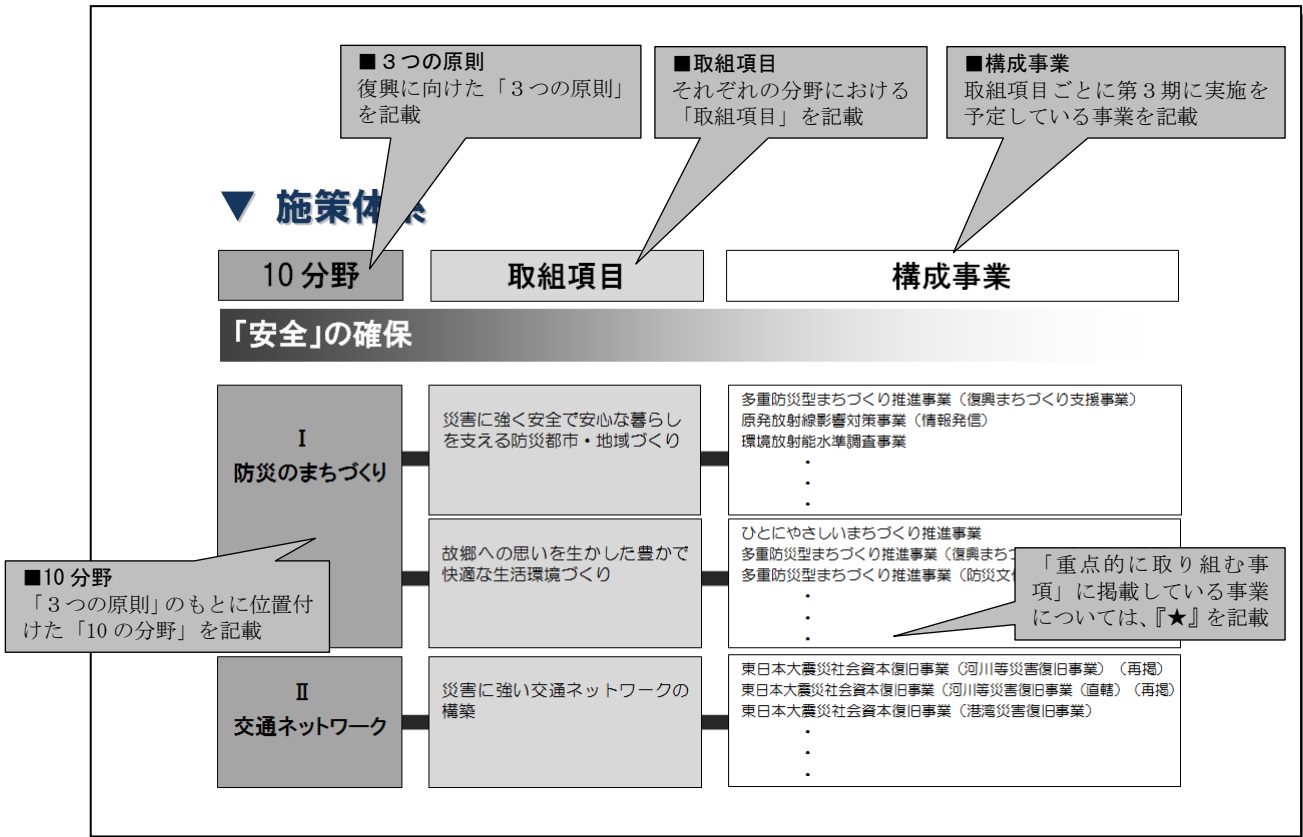 ■３つの原則
復興に向けた「３つの原則」
を記載
■取組項目
それぞれの分野における
「取組項目」を記載
■構成事業
取組項目ごとに第３期に実施を
予定している事業を記載
▼ 施策体系
10 分野
取組項目
構成事業
「安全」の確保
Ⅰ
防災のまちづくり
災害に強く安全で安心な暮らし
を支える防災都市・地域づくり
多重防災型まちづくり推進事業（復興まちづくり支援事業）
原発放射線影響対策事業（情報発信）
環境放射能水準調査事業
・
・
・
故郷への思いを生かした豊かで
快適な生活環境づくり
ひとにやさしいまちづくり推進事業
多重防災型まちづくり推進事業（復興まち
多重防災型まちづくり推進事業（防災文
・
・
・
■10 分野
「３つの原則」のもとに位置付
けた「10 の分野」を記載
「重点的に取り組む事
項」に掲載している事業
については、『★』を記載
Ⅱ
交通ネットワーク
災害に強い交通ネットワークの
構築
東日本大震災社会資本復旧事業（河川等災害復旧事業）（再掲）
東日本大震災社会資本復旧事業（河川等災害復旧事業（直轄）（再掲）
東日本大震災社会資本復旧事業（港湾災害復旧事業）
・
・
・